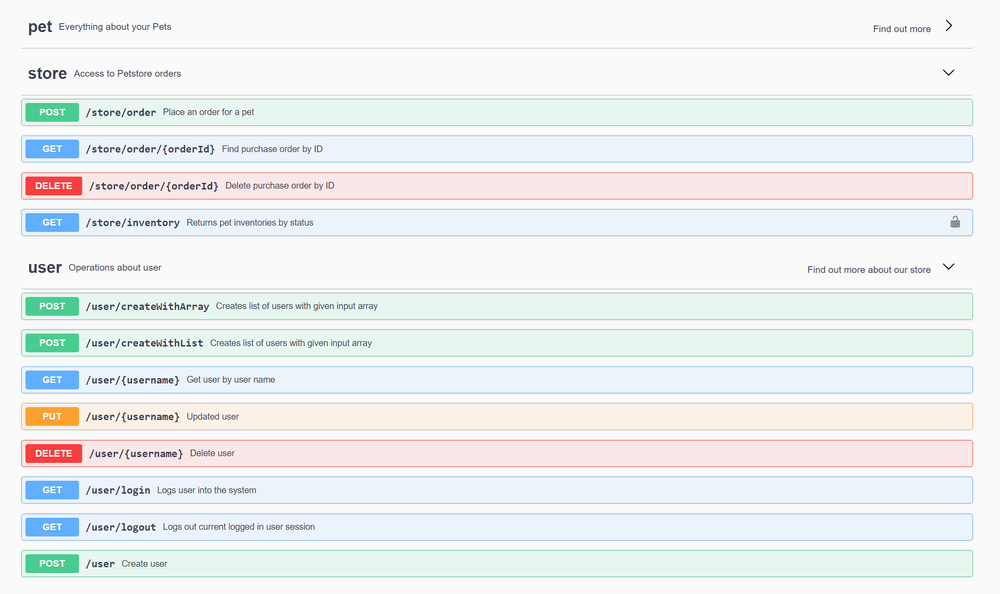 pet Everything about your Pets Find out more
store Access to Petstore orders
POST /store/order Place an order for a pet
GET /store/order/{orderId} Find purchase order by ID
DELETE /store/order/{orderId} Delete purchase order by ID
GET /store/inventory Returns pet inventories by status
user Operations about user Find out more about our store
POST /user/createWithArray Creates list of users with given input array
POST /user/createWithList Creates list of users with given input array
GET /user/{username} Get user by user name
PUT /user/{username} Updated user
DELETE /user/{username} Delete user
GET /user/login Logs user into the system
GET /user/logout Logs out current logged in user session
POST /user Create user